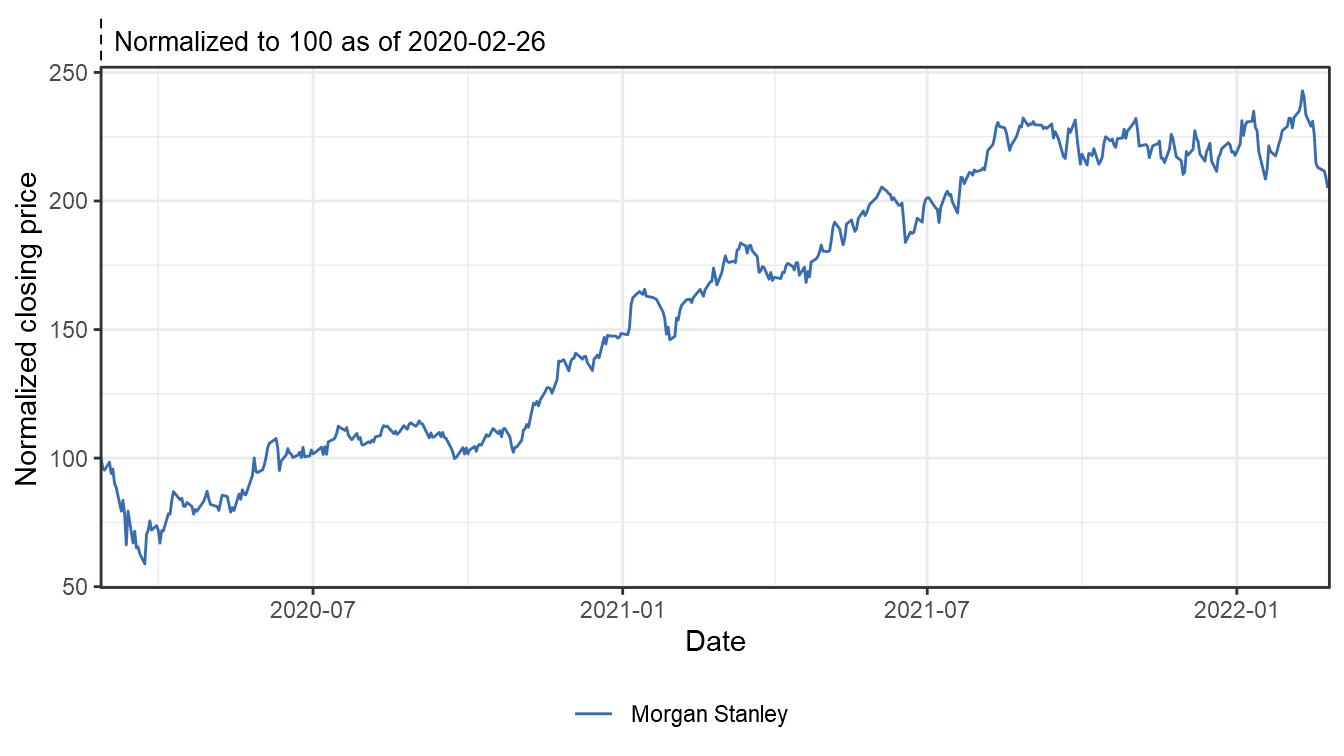 Normalized to 100 as of 2020-02-26
Normalized closing price
250
200
150
100
50
2020-07
2021-01
2021-07
2022-01
Date
Morgan Stanley